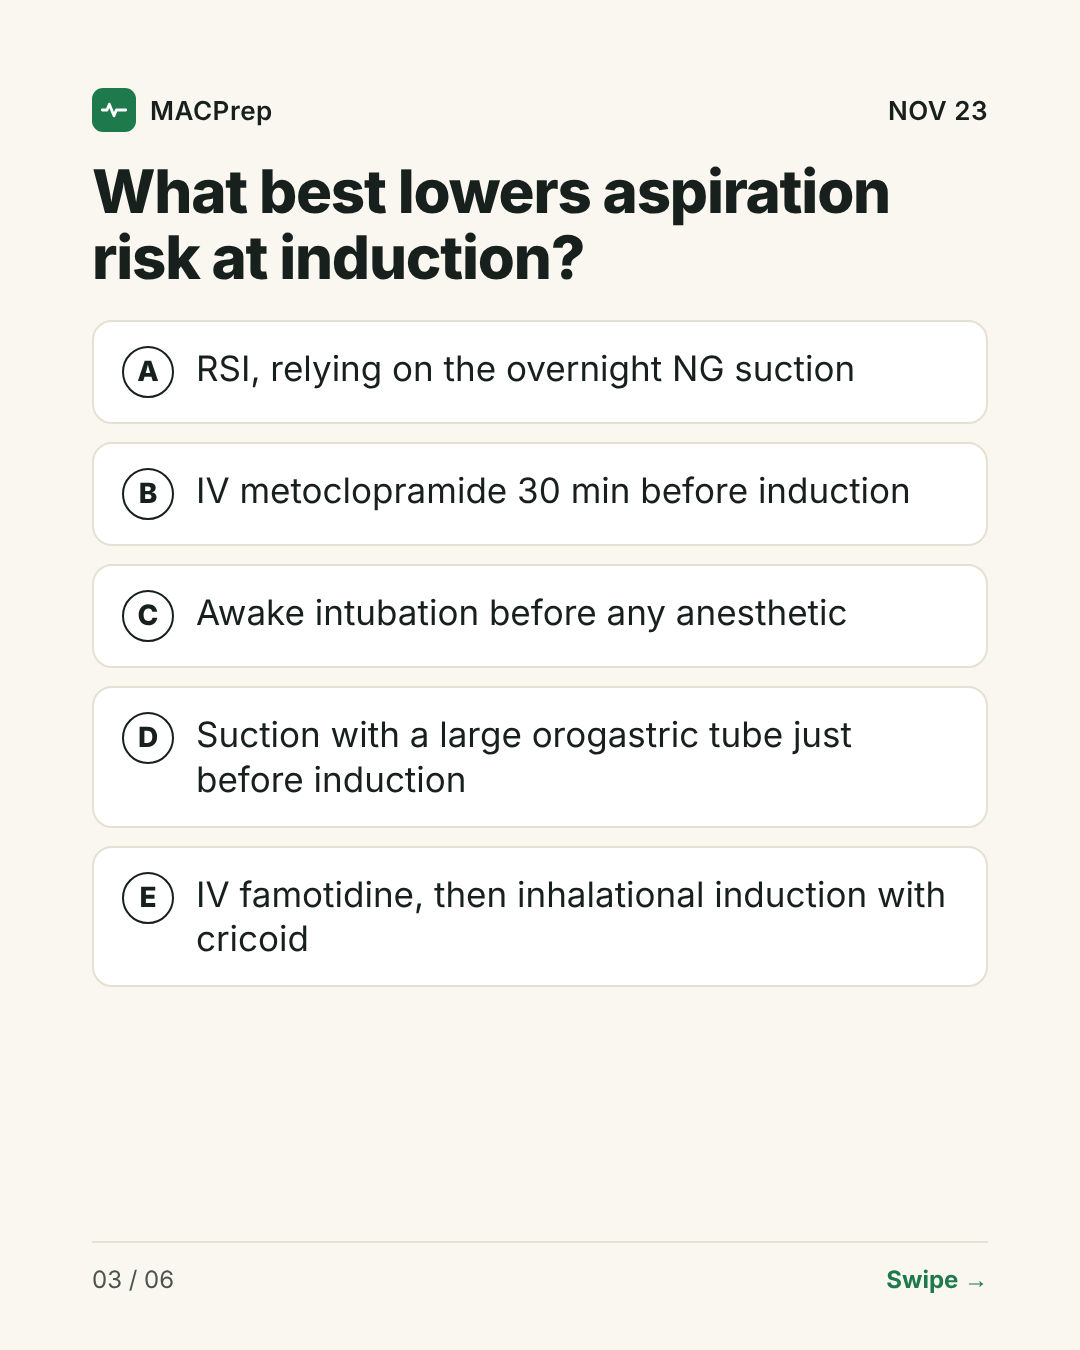 MACPrep
NOV 23
What best lowers aspiration
risk at induction?
A RSI, relying on the overnight NG suction
B IV metoclopramide 30 min before induction
C Awake intubation before any anesthetic
D Suction with a large orogastric tube just
before induction
E IV famotidine, then inhalational induction with
cricoid
03 / 06
Swipe →